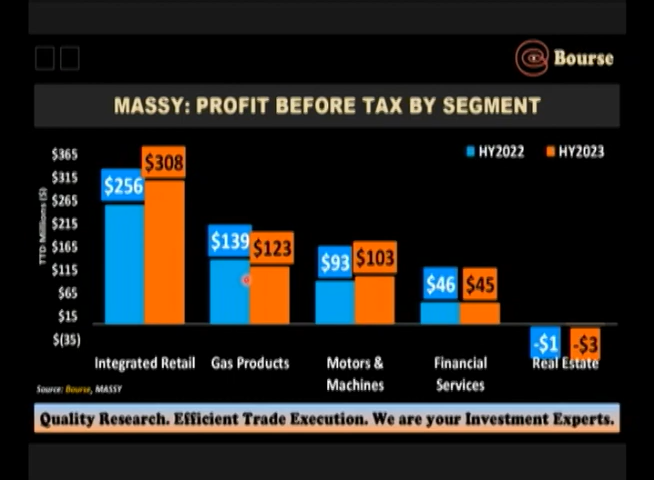 Bourse
MASSY: PROFIT BEFORE TAX BY SEGMENT
HY2022 HY2023
TTD Millions ($)
$365
$315
$265
$215
$165
$115
$65
$15
$(35)
$256 $308
$139 $123
$93 $103
$46 $45
-$1 -$3
Integrated Retail Gas Products Motors & Machines Financial Services Real Estate
Source: Bourse, MASSY
Quality Research. Efficient Trade Execution. We are your Investment Experts.